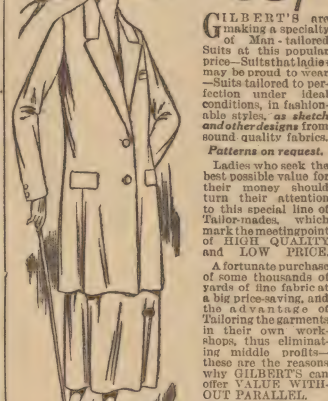 GILBERT'S are
making a specialty
of Man-tailored
Suits at this popular
price—Suits that ladies
may be proud to wear
—Suits tailored to per-
fection under ideal
conditions, in fashion-
able styles, as sketch
and other designs from
sound quality fabrics.
Patterns on request.
Ladies who seek the
best possible value for
their money should
turn their attention
to this special line of
Tailor-mades, which
mark the meeting point
of HIGH QUALITY
and LOW PRICE.
A fortunate purchase
of some thousands of
yards of fine fabric at
a big price-saving, and
the advantage of
Tailoring the garments
in their own work-
shops, thus eliminat-
ing middle profits—
these are the reasons
why GILBERT'S can
offer VALUE WITH-
OUT PARALLEL.